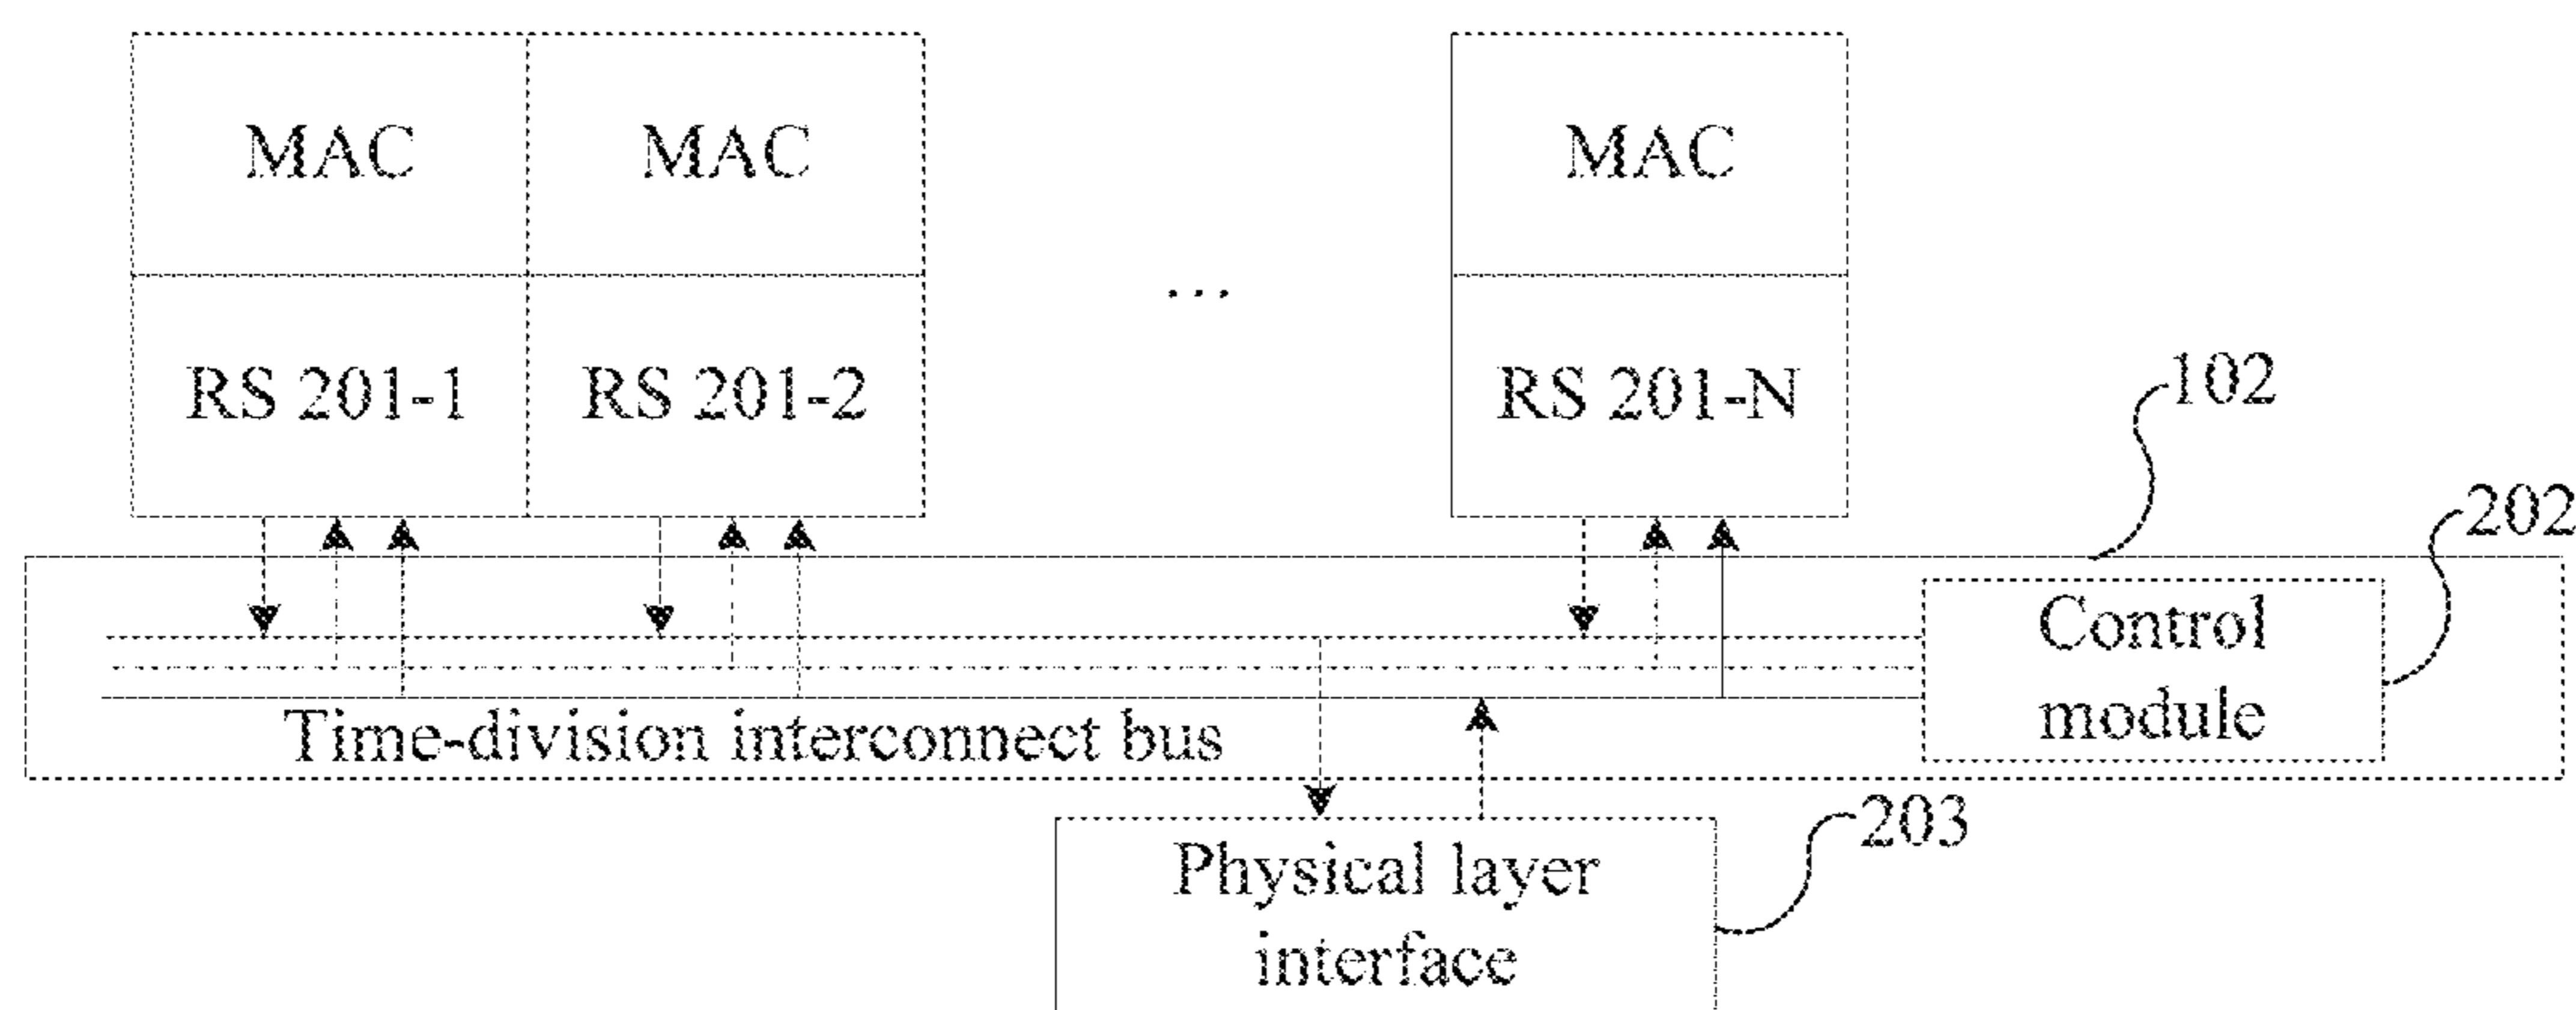 MAC MAC MAC
...
RS 201-1 RS 201-2 RS 201-N
102
202
Control
module
Time-division interconnect bus
203
Physical layer
interface